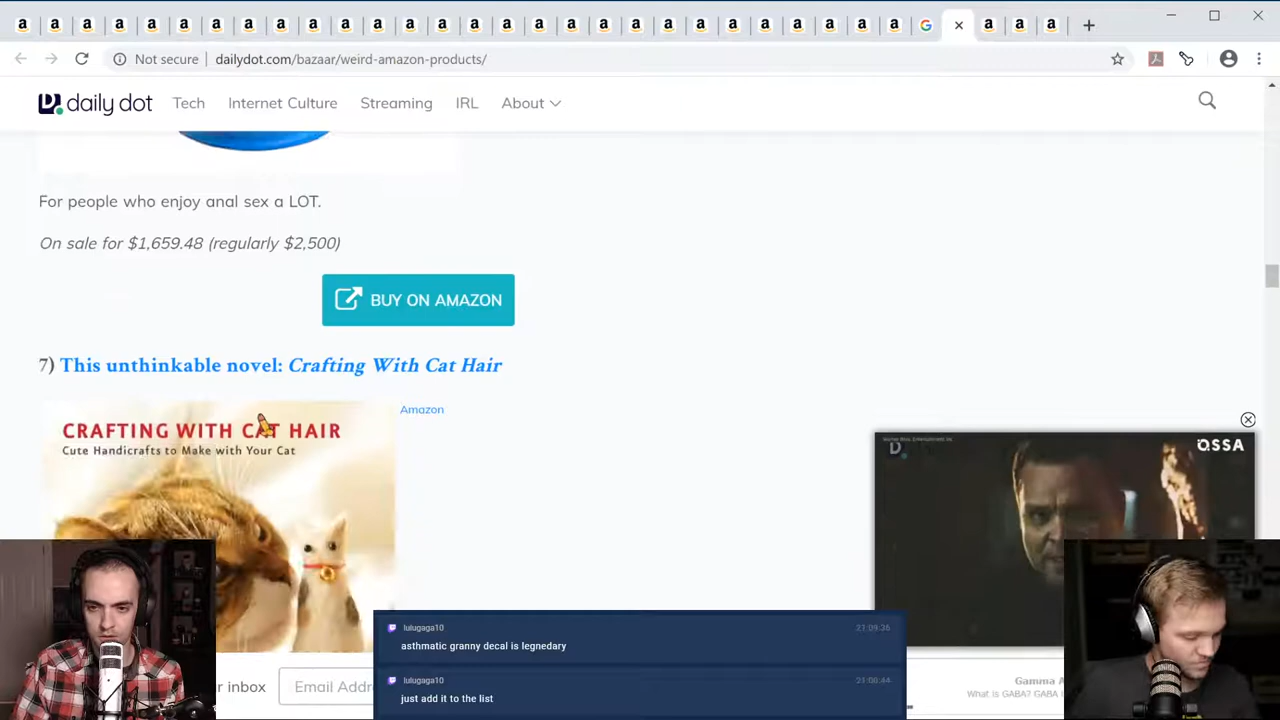 Not secure
dailydot.com/bazaar/weird-amazon-products/
daily dot
Tech
Internet Culture
Streaming
IRL
About
For people who enjoy anal sex a LOT.
On sale for $1,659.48 (regularly $2,500)
BUY ON AMAZON
7) This unthinkable novel: Crafting With Cat Hair
CRAFTING WITH CAT HAIR
Cute Handicrafts to Make with Your Cat
Amazon
QSSA
lulugaga10
asthmatic granny decal is legnedary
lulugaga10
21:00:44
just add it to the list
r inbox
Email Addr
Gamma A
What is GABA? GABA i